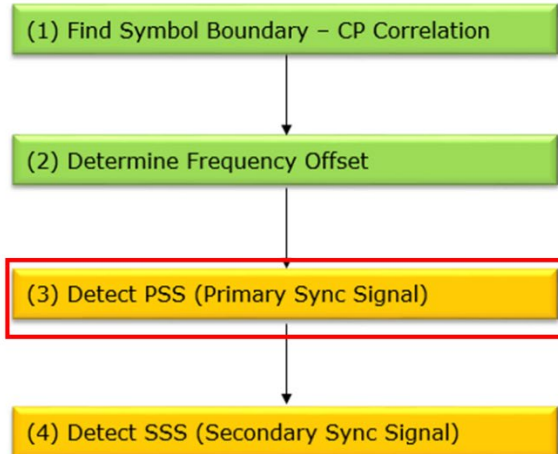 (1) Find Symbol Boundary – CP Correlation
(2) Determine Frequency Offset
(3) Detect PSS (Primary Sync Signal)
(4) Detect SSS (Secondary Sync Signal)